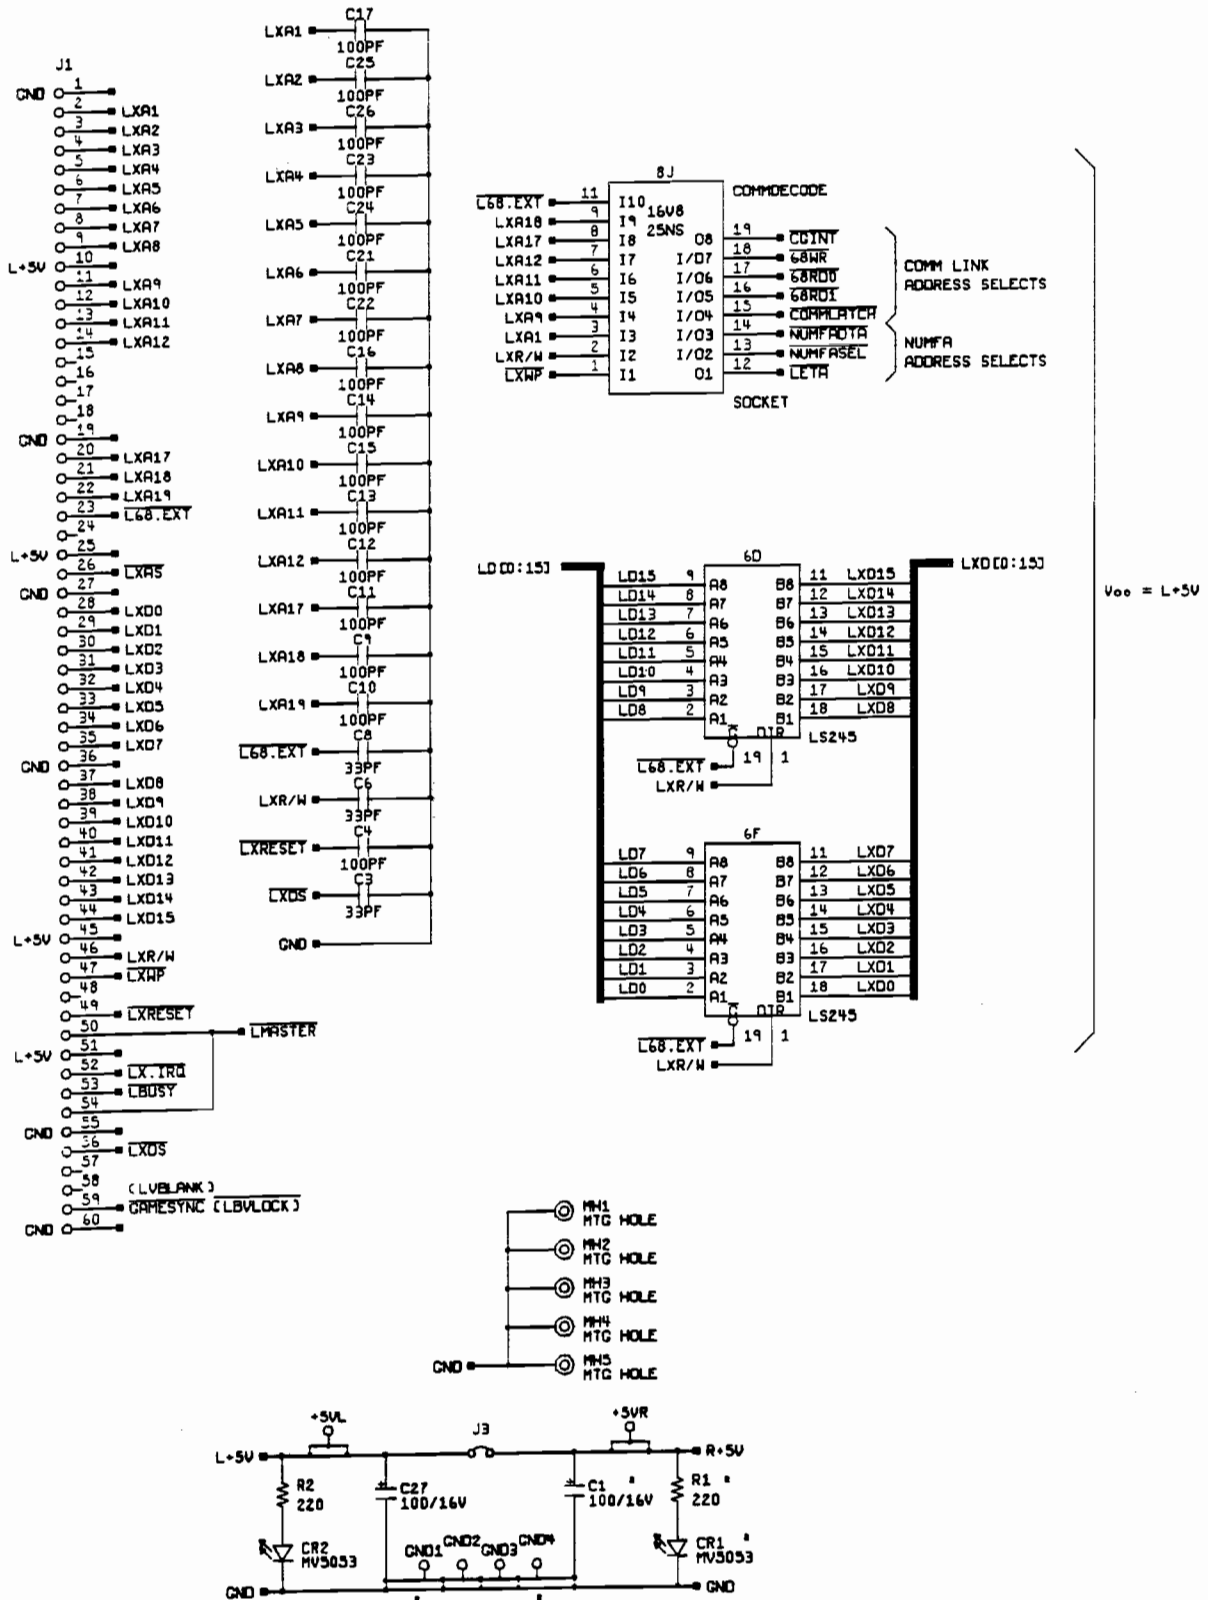 J1
GND 1
2 LXA1
3 LXA2
4 LXA3
5 LXA4
6 LXA5
7 LXA6
8 LXA7
9 LXA8
L+5V 10
11 LXA9
12 LXA10
13 LXA11
14 LXA12
15
16
17
18
GND 19
20 LXA17
21 LXA18
22 LXA19
23 L68.EXT
24
L+5V 25
26 LXAS
GND 27
28 LXD0
29 LXD1
30 LXD2
31 LXD3
32 LXD4
33 LXD5
34 LXD6
35 LXD7
GND 36
37 LXD8
38 LXD9
39 LXD10
40 LXD11
41 LXD12
42 LXD13
43 LXD14
44 LXD15
L+5V 45
46 LXR/W
47 LXWP
48
49 LXRESET
50 LMASTER
L+5V 51
52 LX.IRQ
53 LBUSY
54
GND 55
56 LXDS
57
58 (LVBLANK)
59 GAMESYNC (LBVLOCK)
GND 60
C17
LXA1
100PF
C25
LXA2
100PF
C26
LXA3
100PF
C23
LXA4
100PF
C24
LXA5
100PF
C21
LXA6
100PF
C22
LXA7
100PF
C16
LXA8
100PF
C14
LXA9
100PF
C15
LXA10
100PF
C13
LXA11
100PF
C12
LXA12
100PF
C11
LXA17
100PF
C9
LXA18
100PF
C10
LXA19
100PF
C8
L68.EXT
33PF
C6
LXR/W
33PF
C4
LXRESET
100PF
C3
LXDS
33PF
GND
8J
COMMDECODE
16V8
25NS
L68.EXT 11 I10
LXA18 9 I9
LXA17 8 I8 O8 19 CGINT
LXA12 7 I7 I/O7 18 68WR
LXA11 6 I6 I/O6 17 68RD0
LXA10 5 I5 I/O5 16 68RD1
LXA9 4 I4 I/O4 15 COMMLATCH
LXA1 3 I3 I/O3 14 NUMFADTA
LXR/W 2 I2 I/O2 13 NUMFASEL
LXWP 1 I1 O1 12 LETA
SOCKET
COMM LINK
ADDRESS SELECTS
NUMFA
ADDRESS SELECTS
LD[0:15] 6D LXD[0:15]
LD15 9 A8 B8 11 LXD15
LD14 8 A7 B7 12 LXD14
LD13 7 A6 B6 13 LXD13
LD12 6 A5 B5 14 LXD12
LD11 5 A4 B4 15 LXD11
LD10 4 A3 B3 16 LXD10
LD9 3 A2 B2 17 LXD9
LD8 2 A1 B1 18 LXD8
G DIR LS245
L68.EXT 19 1
LXR/W
6F
LD7 9 A8 B8 11 LXD7
LD6 8 A7 B7 12 LXD6
LD5 7 A6 B6 13 LXD5
LD4 6 A5 B5 14 LXD4
LD3 5 A4 B4 15 LXD3
LD2 4 A3 B3 16 LXD2
LD1 3 A2 B2 17 LXD1
LD0 2 A1 B1 18 LXD0
G DIR LS245
L68.EXT 19 1
LXR/W
VDD = L+5V
MH1
MTG HOLE
MH2
MTG HOLE
MH3
MTG HOLE
MH4
MTG HOLE
GND
MH5
MTG HOLE
+5VL J3 +5VR
L+5V R+5V
R2
220
C27
100/16V
C1
100/16V
R1
220
CR2
MV5053
GND1 GND2 GND3 GND4
CR1
MV5053
GND GND